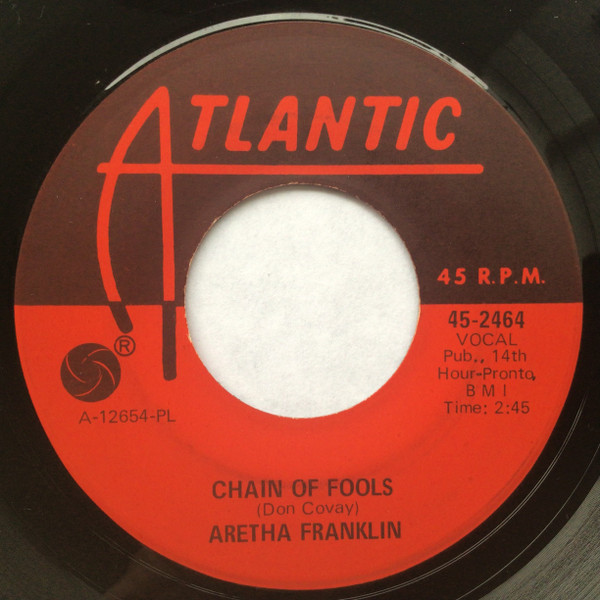 ATLANTIC
®
45 R.P.M.
45-2464
VOCAL
Pub., 14th
Hour-Pronto,
B M I
Time: 2:45
A-12654-PL
CHAIN OF FOOLS
(Don Covay)
ARETHA FRANKLIN